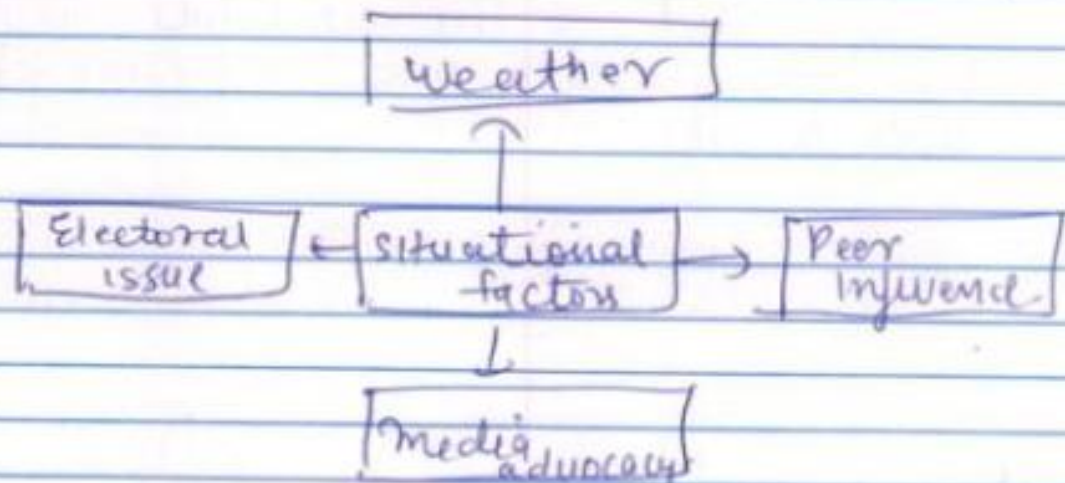 Weather
Electoral
issue
situational
factors
Peer
Influence
Media
advocacy